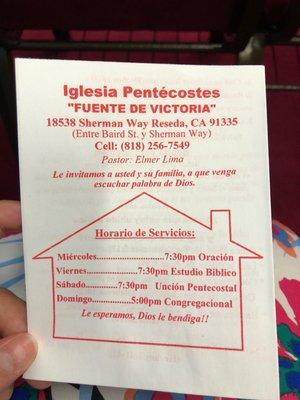 Iglesia Pentécostes
"FUENTE DE VICTORIA"
18538 Sherman Way Reseda, CA 91335
(Entre Baird St. y Sherman Way)
Cell: (818) 256-7549
Pastor: Elmer Lima
Le invitamos a usted y su familia, a que venga
escuchar palabra de Dios.
Horario de Servicios:
Miércoles......................7:30pm Oración
Viernes.........................7:30pm Estudio Biblico
Sábado.................7:30pm Unción Pentecostal
Domingo.....................5:00pm Congregacional
Le esperamos, Dios le bendiga!!